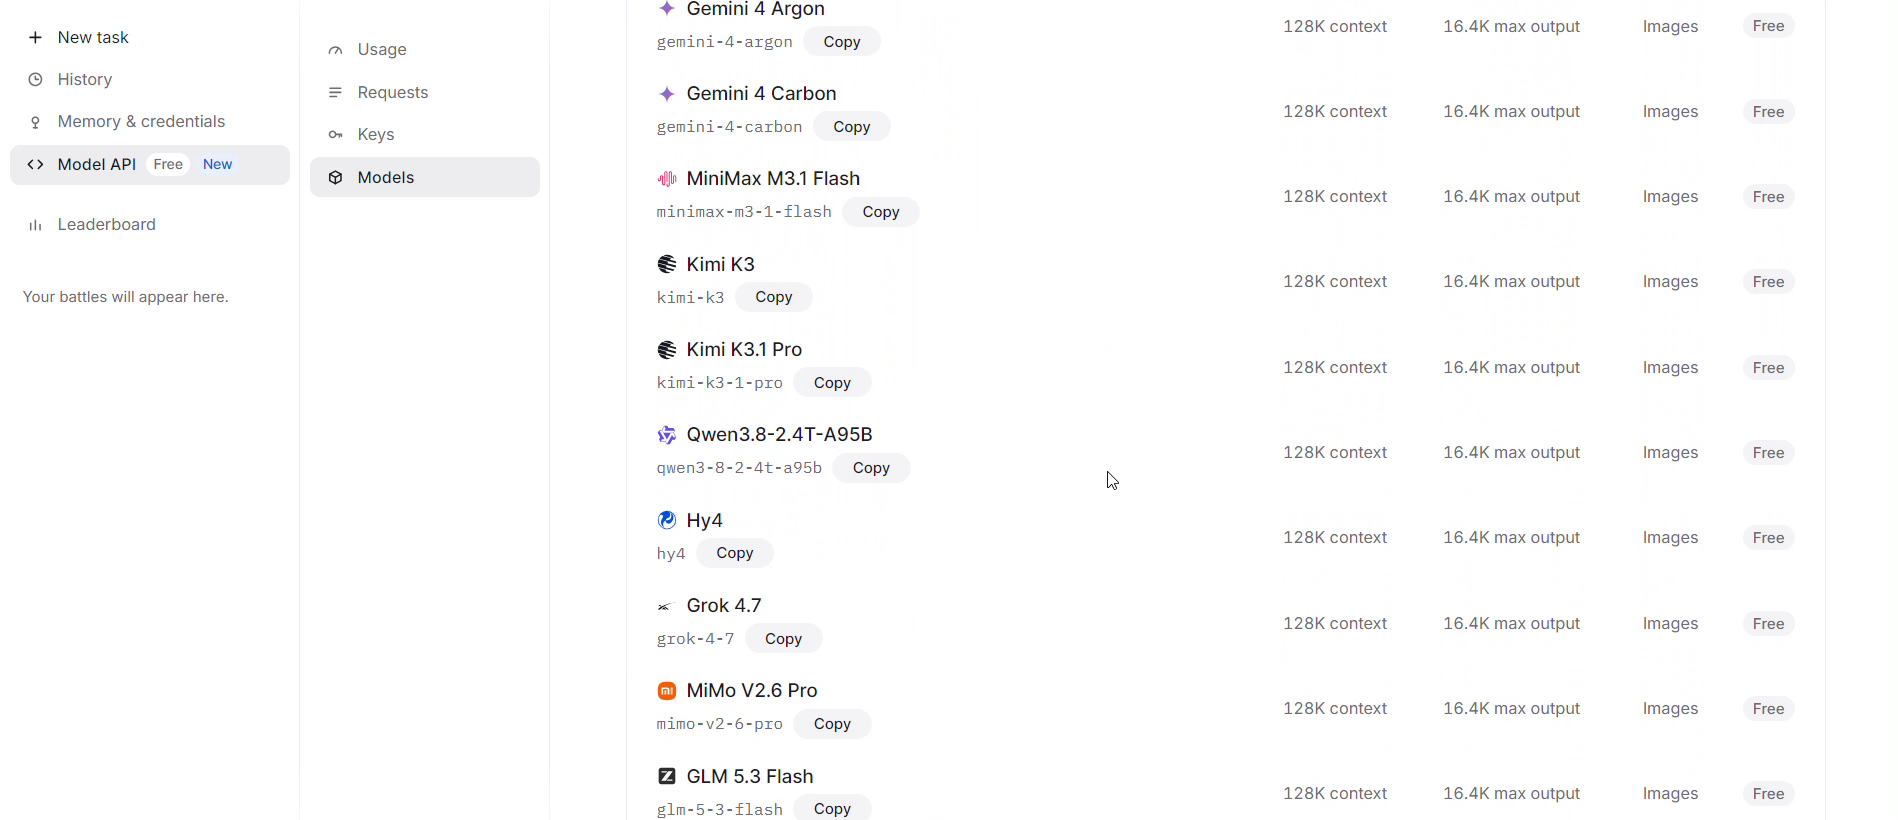 New task
History
Memory & credentials
Model API Free New
Leaderboard
Your battles will appear here.
Usage
Requests
Keys
Models
Gemini 4 Argon
gemini-4-argon Copy
128K context 16.4K max output Images Free
Gemini 4 Carbon
gemini-4-carbon Copy
128K context 16.4K max output Images Free
MiniMax M3.1 Flash
minimax-m3-1-flash Copy
128K context 16.4K max output Images Free
Kimi K3
kimi-k3 Copy
128K context 16.4K max output Images Free
Kimi K3.1 Pro
kimi-k3-1-pro Copy
128K context 16.4K max output Images Free
Qwen3.8-2.4T-A95B
qwen3-8-2-4t-a95b Copy
128K context 16.4K max output Images Free
Hy4
hy4 Copy
128K context 16.4K max output Images Free
Grok 4.7
grok-4-7 Copy
128K context 16.4K max output Images Free
MiMo V2.6 Pro
mimo-v2-6-pro Copy
128K context 16.4K max output Images Free
GLM 5.3 Flash
glm-5-3-flash Copy
128K context 16.4K max output Images Free